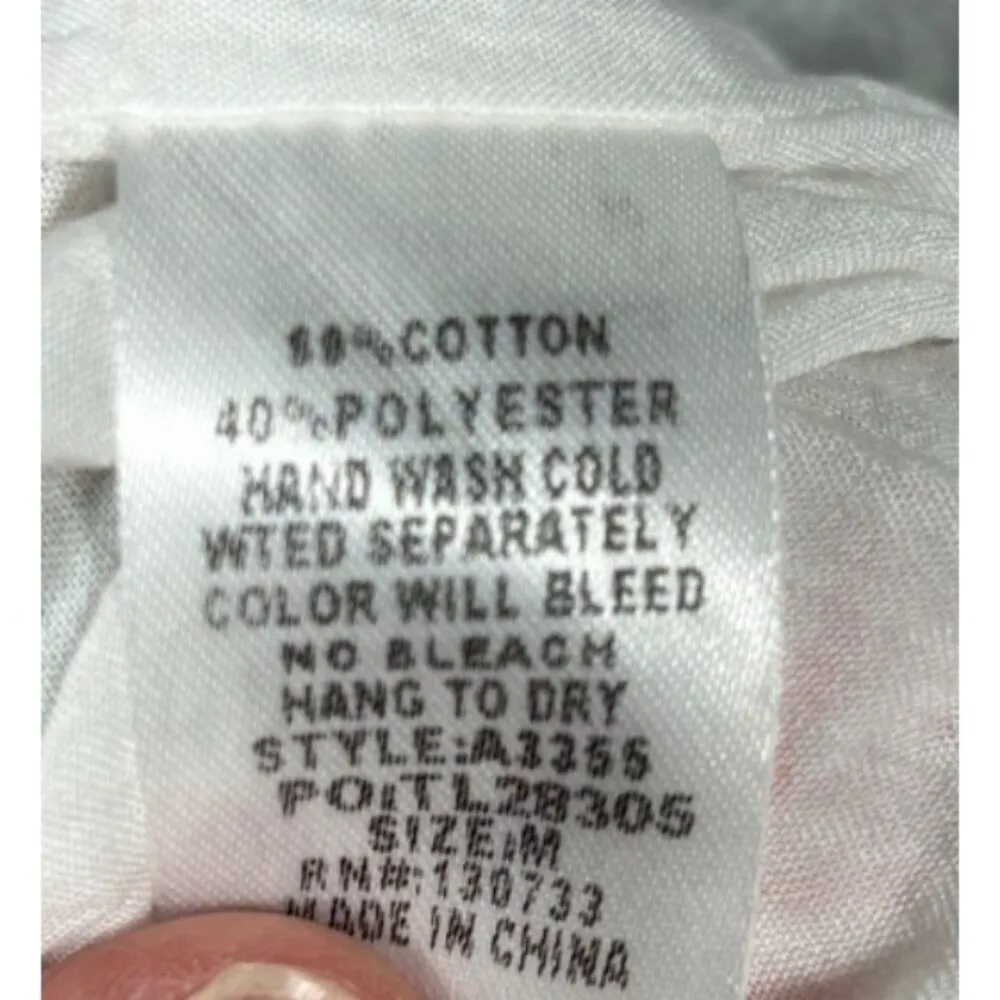 60%COTTON
40%POLYESTER
HAND WASH COLD
WTED SEPARATELY
COLOR WILL BLEED
NO BLEACH
HANG TO DRY
STYLE:A3355
PO:TL28305
SIZE:M
RN#:130733
MADE IN CHINA